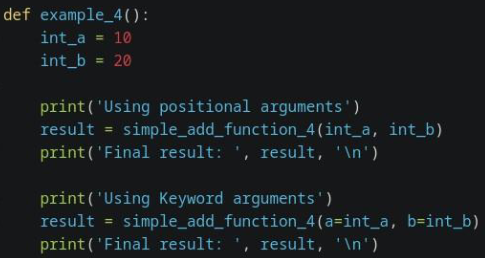 def example_4():
    int_a = 10
    int_b = 20

    print('Using positional arguments')
    result = simple_add_function_4(int_a, int_b)
    print('Final result: ', result, '\n')

    print('Using Keyword arguments')
    result = simple_add_function_4(a=int_a, b=int_b)
    print('Final result: ', result, '\n')